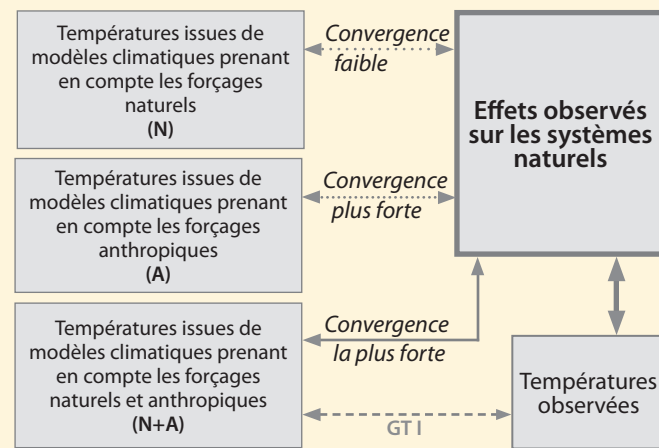 Températures issues de
modèles climatiques prenant
en compte les forçages
naturels
(N)
Convergence
faible
Effets observés
sur les systèmes
naturels
Températures issues de
modèles climatiques prenant
en compte les forçages
anthropiques
(A)
Convergence
plus forte
Températures issues de
modèles climatiques prenant
en compte les forçages
naturels et anthropiques
(N+A)
Convergence
la plus forte
GT I
Températures
observées